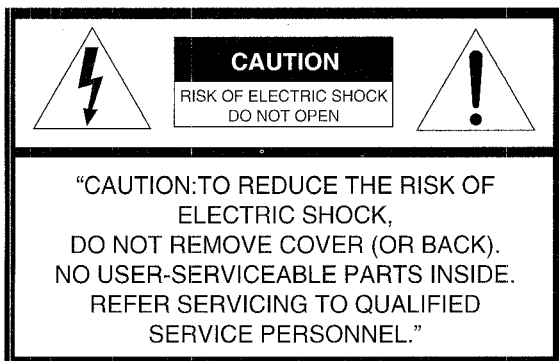 CAUTION
RISK OF ELECTRIC SHOCK
DO NOT OPEN
“CAUTION:TO REDUCE THE RISK OF
ELECTRIC SHOCK,
DO NOT REMOVE COVER (OR BACK).
NO USER-SERVICEABLE PARTS INSIDE.
REFER SERVICING TO QUALIFIED
SERVICE PERSONNEL.”